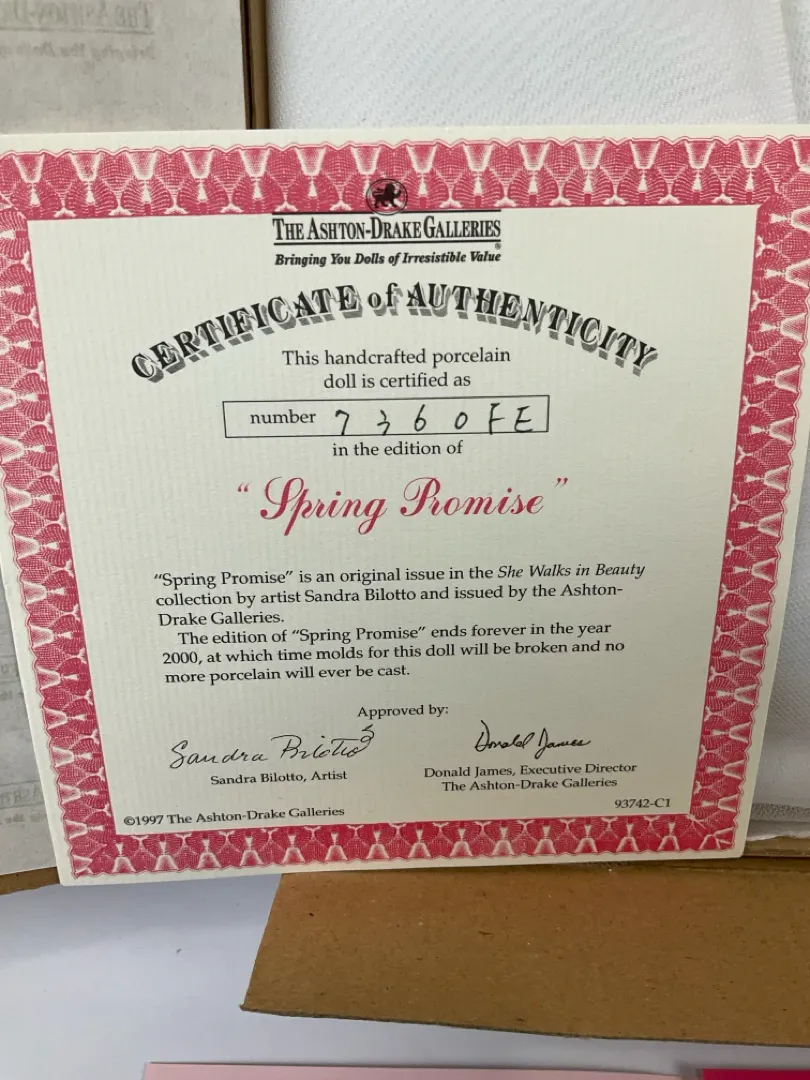 THE ASHTON-DRAKE GALLERIES
®
Bringing You Dolls of Irresistible Value
CERTIFICATE of AUTHENTICITY
This handcrafted porcelain
doll is certified as
number 7360FE
in the edition of
“Spring Promise”
“Spring Promise” is an original issue in the She Walks in Beauty
collection by artist Sandra Bilotto and issued by the Ashton-
Drake Galleries.
The edition of “Spring Promise” ends forever in the year
2000, at which time molds for this doll will be broken and no
more porcelain will ever be cast.
Approved by:
Sandra Bilotto
Donald James
Sandra Bilotto, Artist
Donald James, Executive Director
The Ashton-Drake Galleries
©1997 The Ashton-Drake Galleries
93742-C1